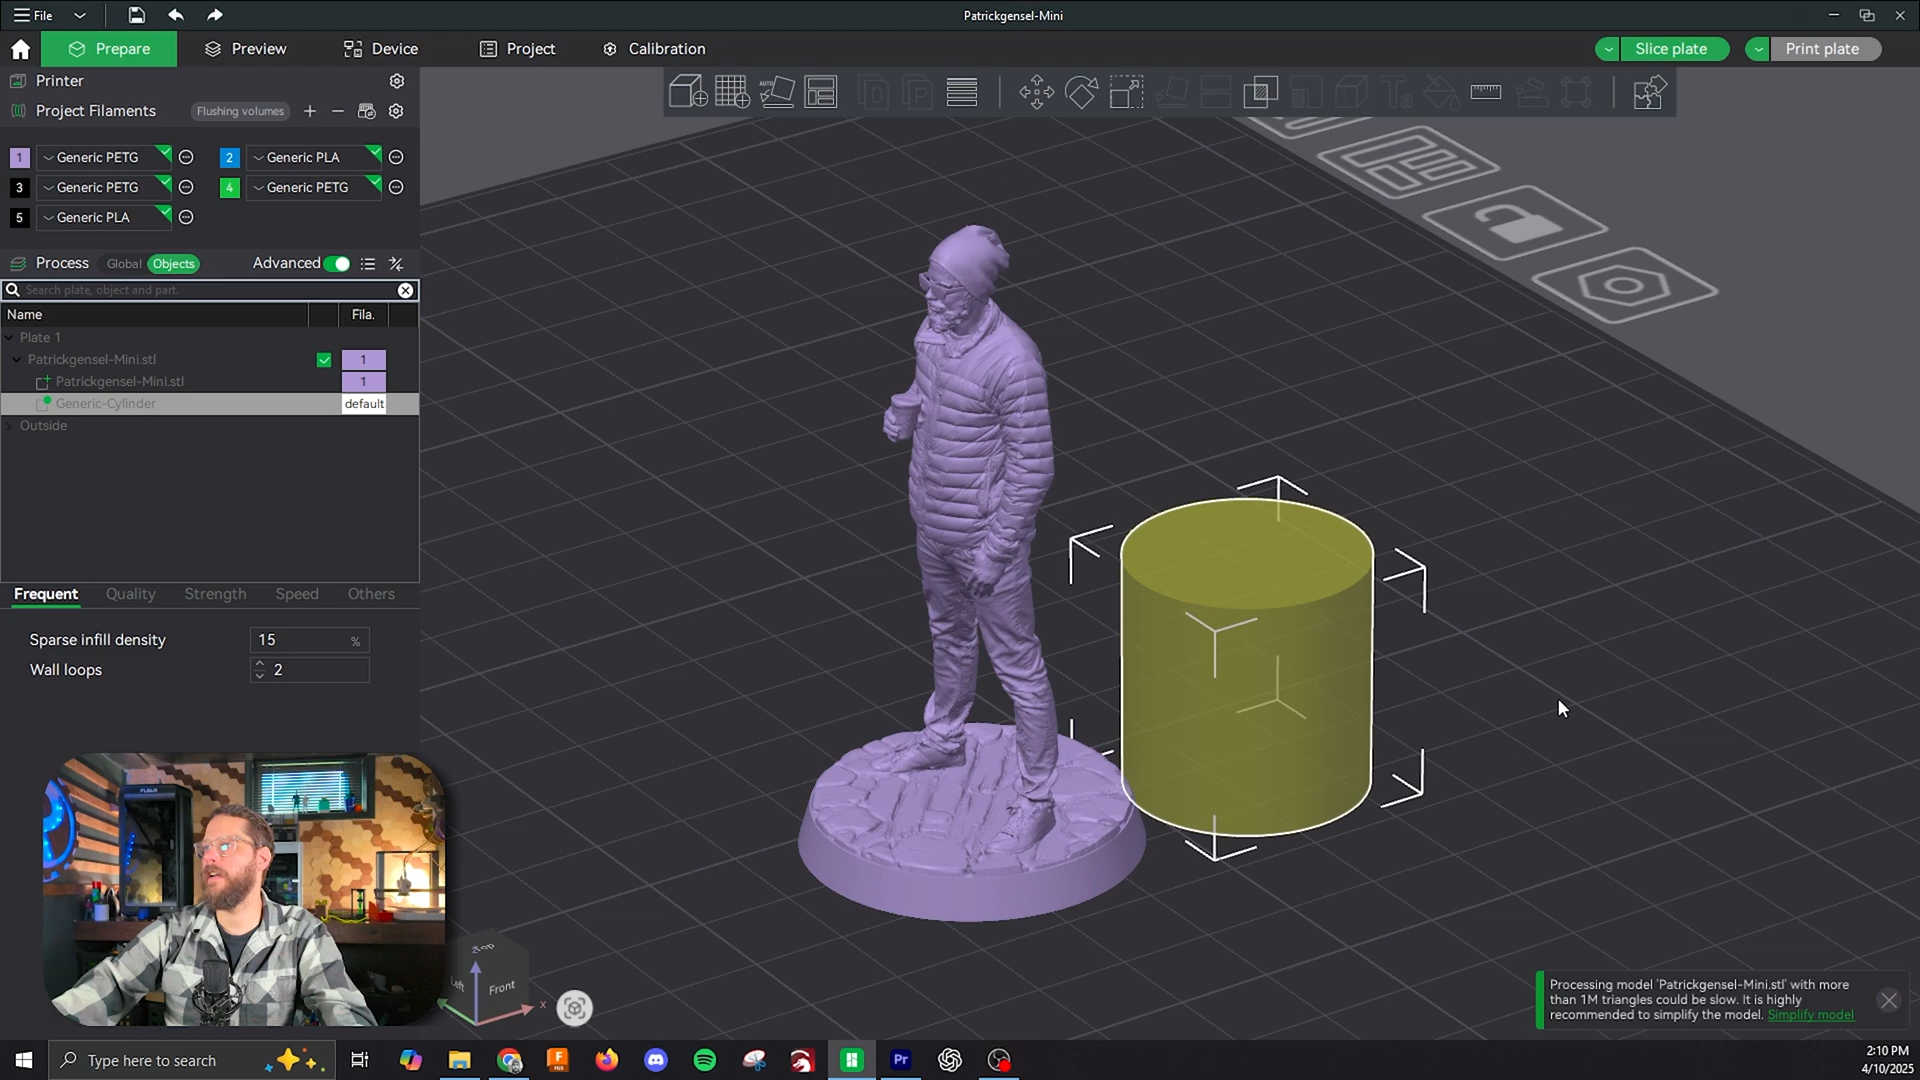 File
Patrickgensel-Mini
Prepare
Preview
Device
Project
Calibration
Slice plate
Print plate
Printer
Project Filaments
Flushing volumes
1 Generic PETG
2 Generic PLA
3 Generic PETG
4 Generic PETG
5 Generic PLA
Process
Global
Objects
Advanced
Search plate, object and part.
Name
Fila.
Plate 1
Patrickgensel-Mini.stl 1
Patrickgensel-Mini.stl 1
Generic-Cylinder default
Outside
Frequent
Quality
Strength
Speed
Others
Sparse infill density 15 %
Wall loops 2
AUTO
Top
Left
Front
x
Processing model 'Patrickgensel-Mini.stl' with more
than 1M triangles could be slow. It is highly
recommended to simplify the model. Simplify model
Type here to search
F
Pr
2:10 PM
4/10/2025